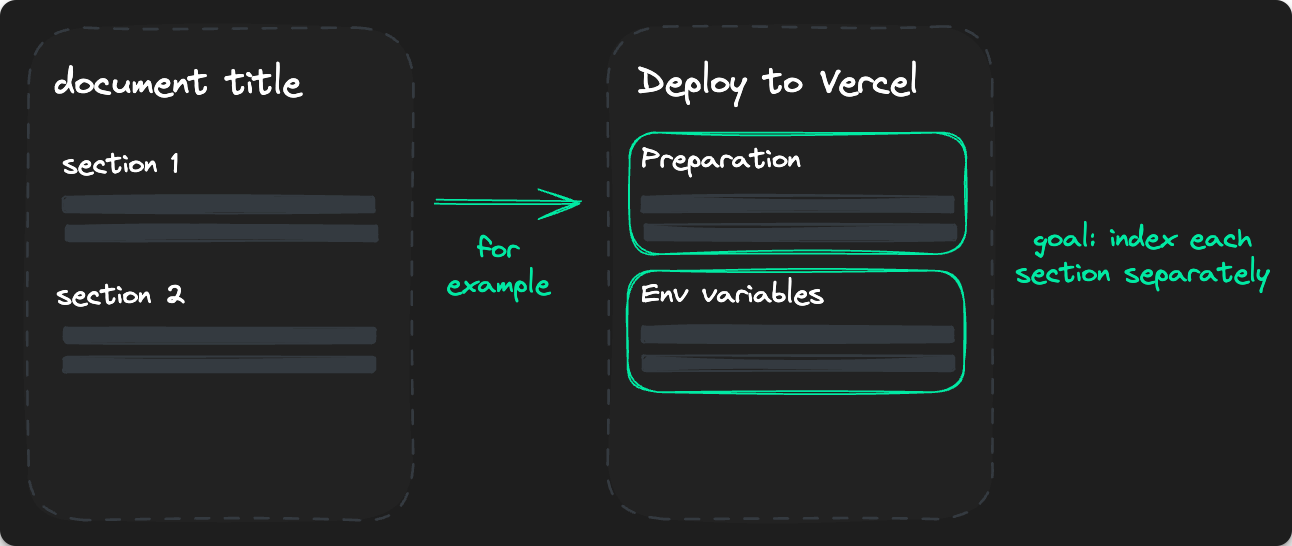 document title
section 1
section 2
for
example
Deploy to Vercel
Preparation
Env variables
goal: index each
section separately